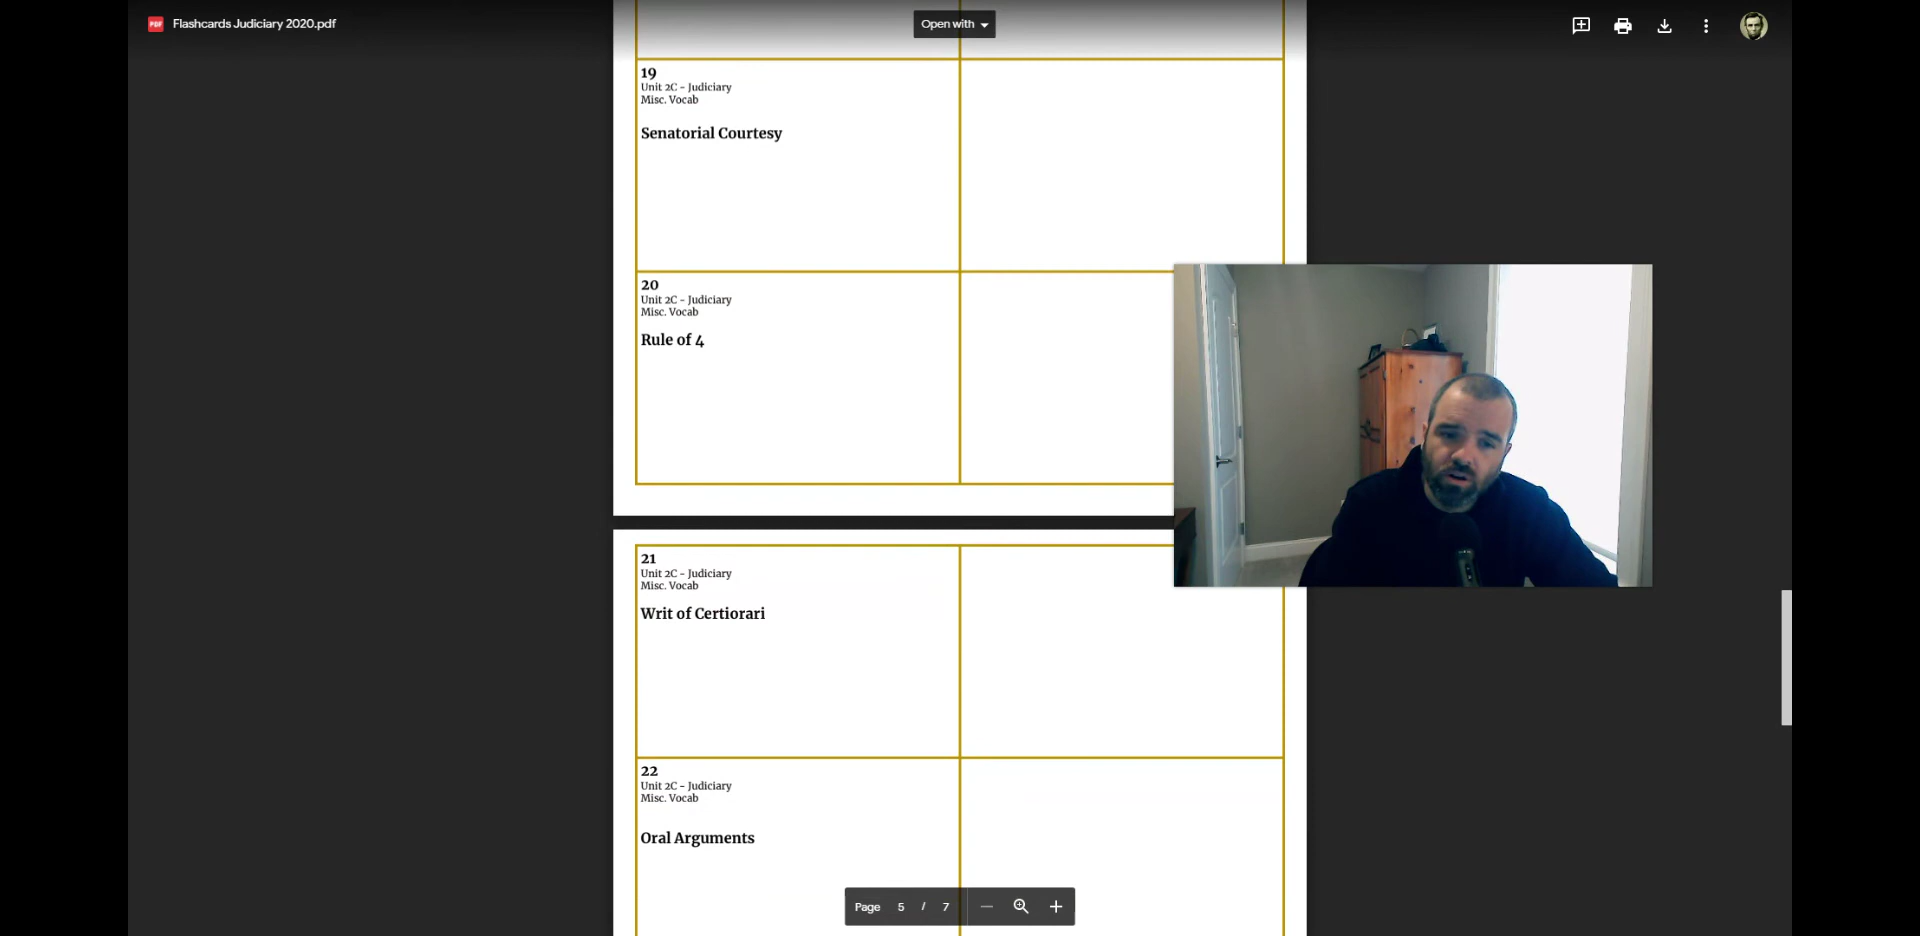 Flashcards Judiciary 2020.pdf
Open with
PDF
19
Unit 2C - Judiciary
Misc. Vocab
Senatorial Courtesy
20
Unit 2C - Judiciary
Misc. Vocab
Rule of 4
21
Unit 2C - Judiciary
Misc. Vocab
Writ of Certiorari
22
Unit 2C - Judiciary
Misc. Vocab
Oral Arguments
Page 5 / 7